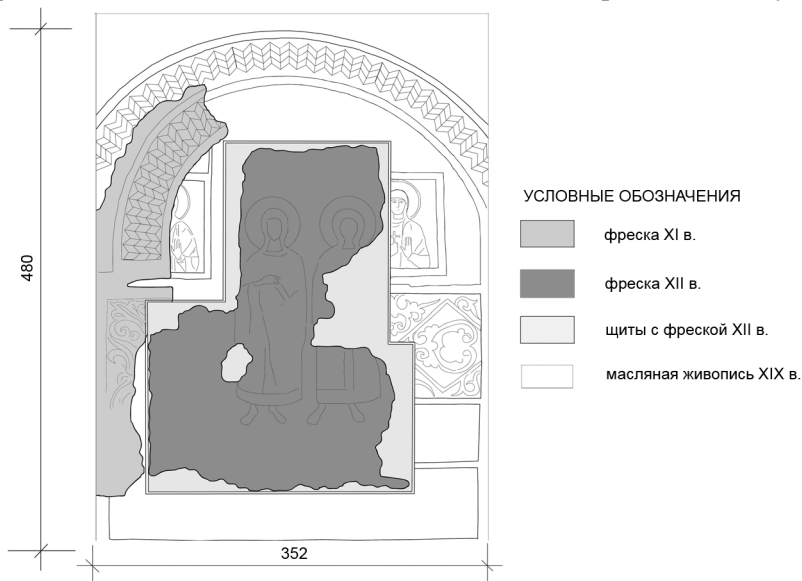 480
352
УСЛОВНЫЕ ОБОЗНАЧЕНИЯ
фреска XI в.
фреска XII в.
щиты с фреской XII в.
масляная живопись XIX в.